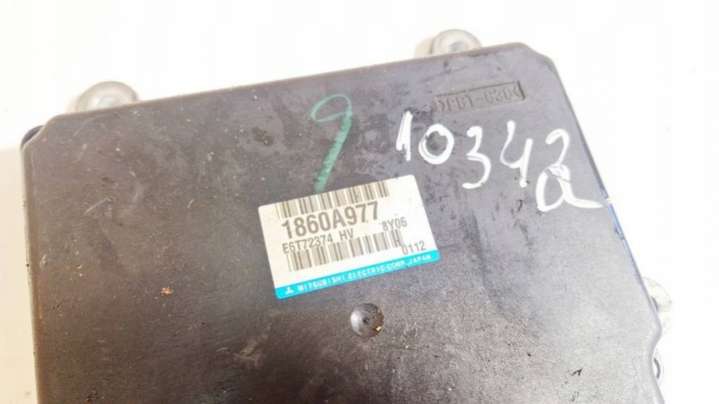 9
10342
a
1860A977
E6T72374 HV 8Y06
0112
MITSUBISHI ELECTRIC CORP. JAPAN